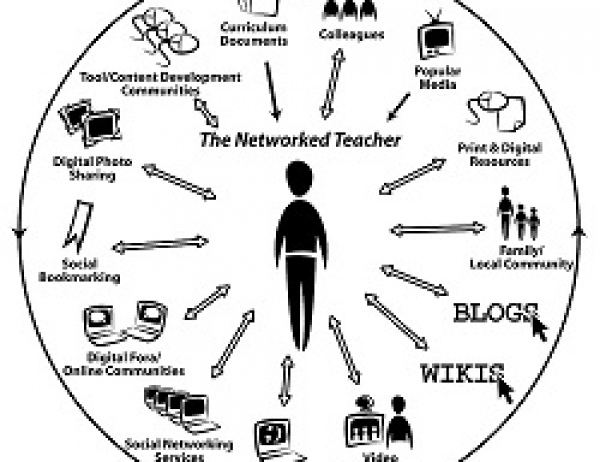 Curriculum
Documents
Colleagues
Popular
Media
Tool/Content Development
Communities
The Networked Teacher
Print & Digital
Resources
Digital Photo
Sharing
Family/
Local Community
Social
Bookmarking
BLOGS
Digital Fora/
Online Communities
WIKIS
Social Networking
Services
Video